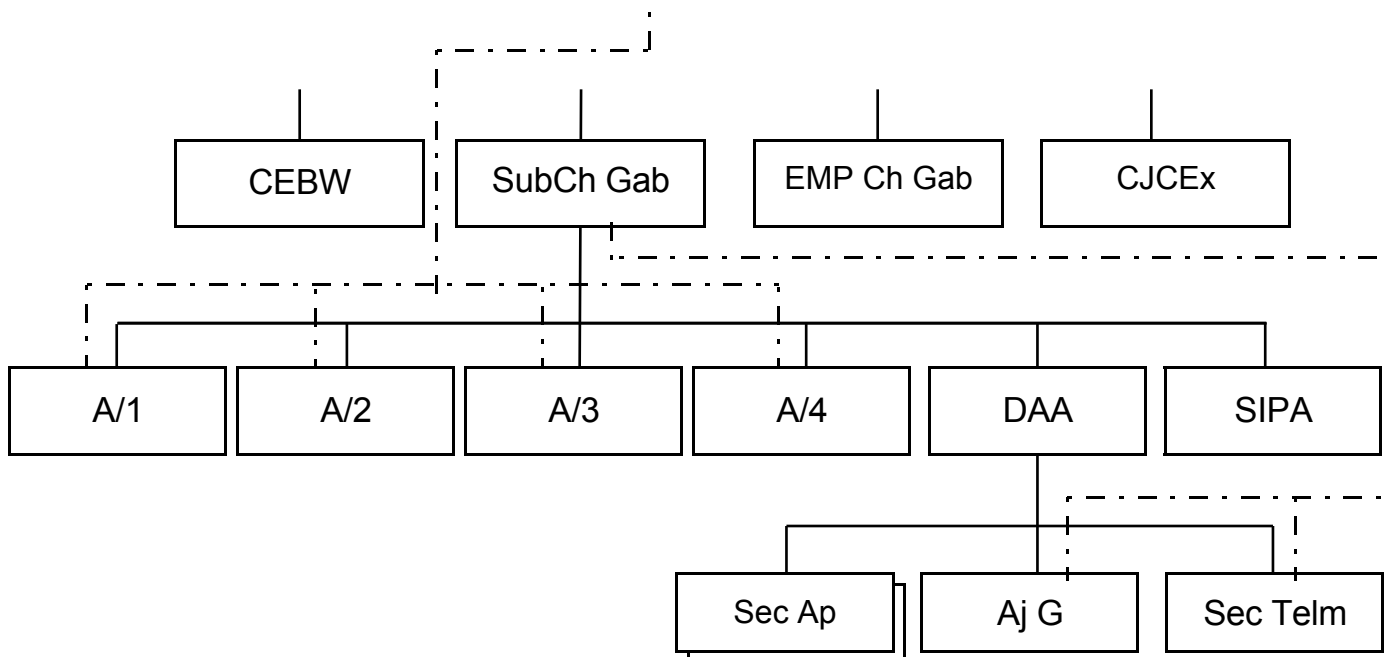 CEBW
SubCh Gab
EMP Ch Gab
CJCEx
A/1
A/2
A/3
A/4
DAA
SIPA
Sec Ap
Aj G
Sec Telm